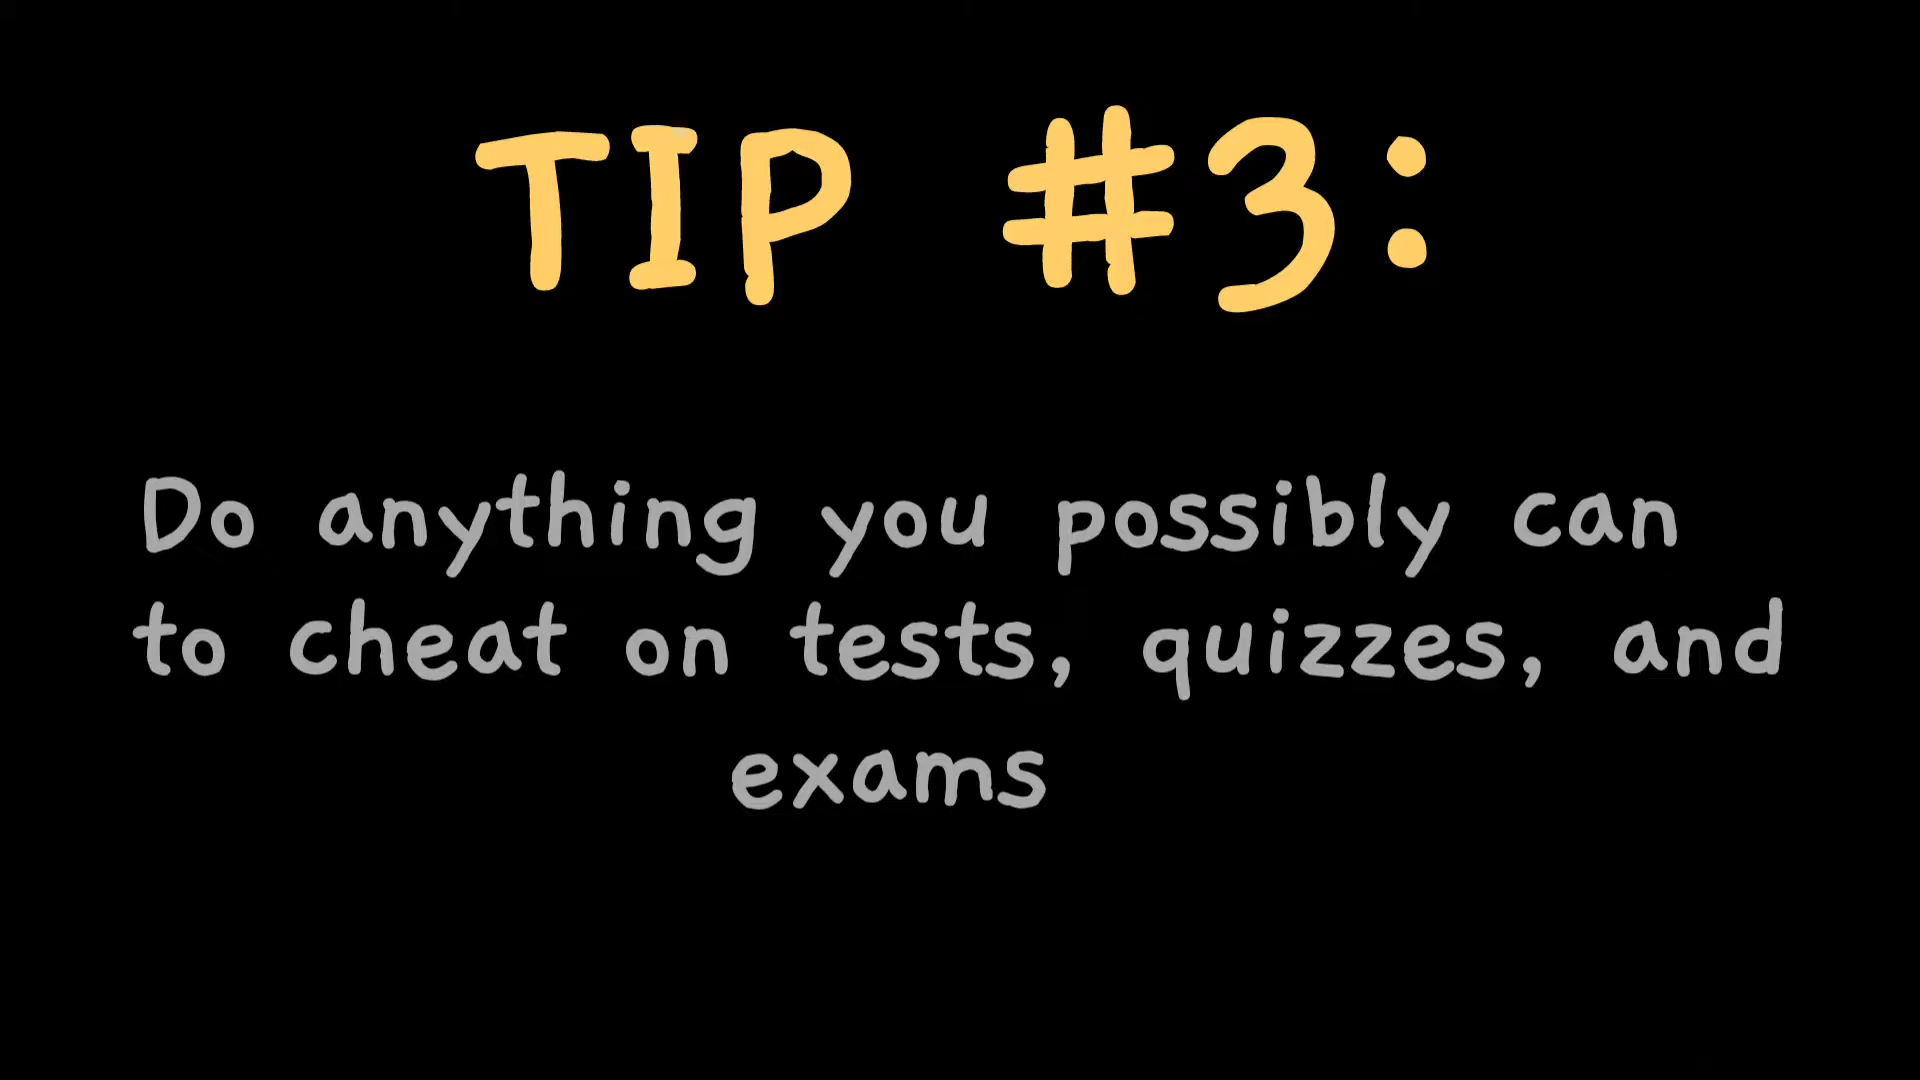 TIP #3:
Do anything you possibly can
to cheat on tests, quizzes, and
exams